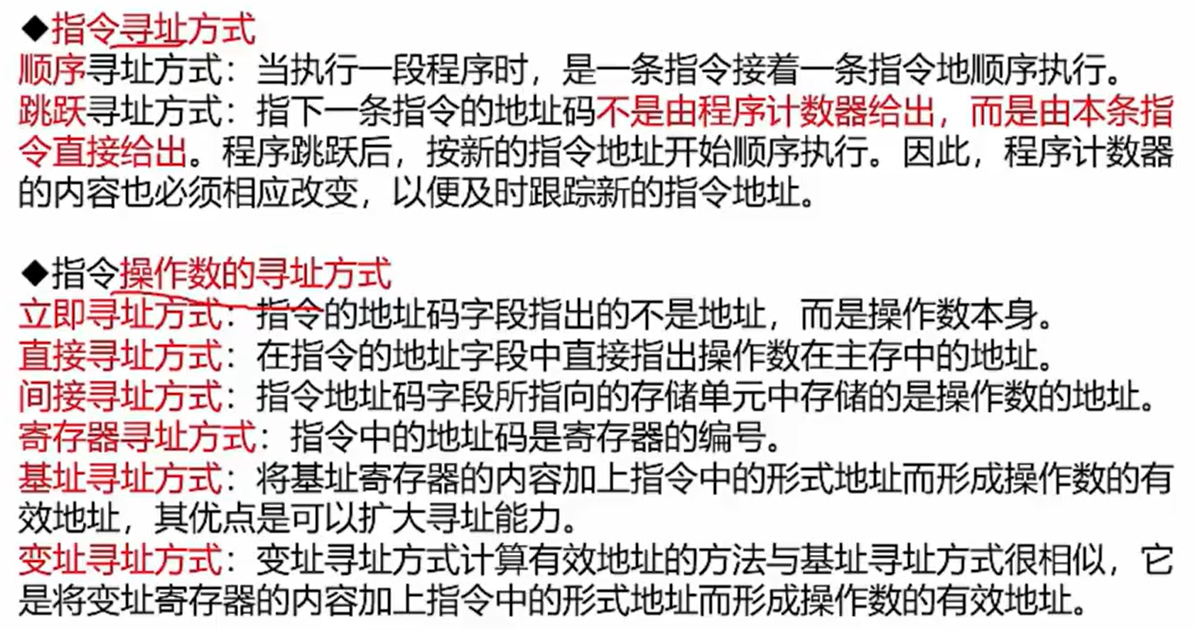 ◆指令寻址方式
顺序寻址方式：当执行一段程序时，是一条指令接着一条指令地顺序执行。
跳跃寻址方式：指下一条指令的地址码不是由程序计数器给出，而是由本条指
令直接给出。程序跳跃后，按新的指令地址开始顺序执行。因此，程序计数器
的内容也必须相应改变，以便及时跟踪新的指令地址。
◆指令操作数的寻址方式
立即寻址方式：指令的地址码字段指出的不是地址，而是操作数本身。
直接寻址方式：在指令的地址字段中直接指出操作数在主存中的地址。
间接寻址方式：指令地址码字段所指向的存储单元中存储的是操作数的地址。
寄存器寻址方式：指令中的地址码是寄存器的编号。
基址寻址方式：将基址寄存器的内容加上指令中的形式地址而形成操作数的有
效地址，其优点是可以扩大寻址能力。
变址寻址方式：变址寻址方式计算有效地址的方法与基址寻址方式很相似，它
是将变址寄存器的内容加上指令中的形式地址而形成操作数的有效地址。